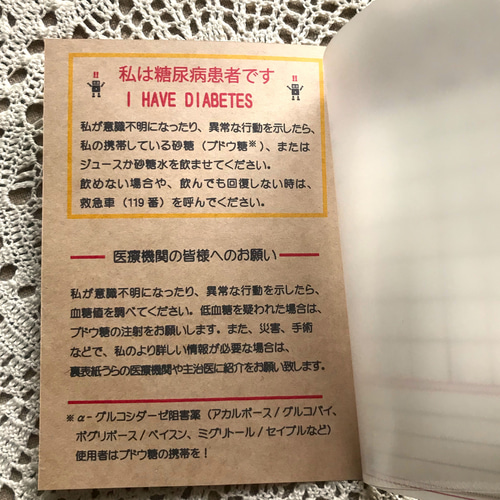 私は糖尿病患者です
I HAVE DIABETES
私が意識不明になったり、異常な行動を示したら、
私の携帯している砂糖（ブドウ糖※）、または
ジュースか砂糖水を飲ませてください。
飲めない場合や、飲んでも回復しない時は、
救急車（119番）を呼んでください。
医療機関の皆様へのお願い
私が意識不明になったり、異常な行動を示したら、
血糖値を調べてください。低血糖を疑われた場合は、
ブドウ糖の注射をお願いします。また、災害、手術
などで、私のより詳しい情報が必要な場合は、
裏表紙うらの医療機関や主治医に紹介をお願い致します。
※α-グルコシダーゼ阻害薬（アカルボース/グルコバイ、
ボグリボース/ベイスン、ミグリトール/セイブルなど）
使用者はブドウ糖の携帯を！